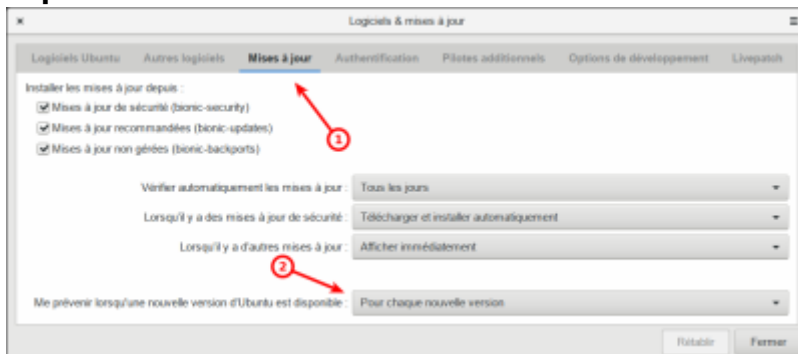 Logiciels & mises à jour
Logiciels Ubuntu Autres logiciels Mises à jour Authentification Pilotes additionnels Options de développement Livepatch
Installer les mises à jour depuis :
Mises à jour de sécurité (bionic-security)
Mises à jour recommandées (bionic-updates)
1
Mises à jour non gérées (bionic-backports)
Vérifier automatiquement les mises à jour : Tous les jours
Lorsqu'il y a des mises à jour de sécurité : Télécharger et installer automatiquement
Lorsqu'il y a d'autres mises à jour : Afficher immédiatement
2
Me prévenir lorsqu'une nouvelle version d'Ubuntu est disponible : Pour chaque nouvelle version
Rétablir Fermer